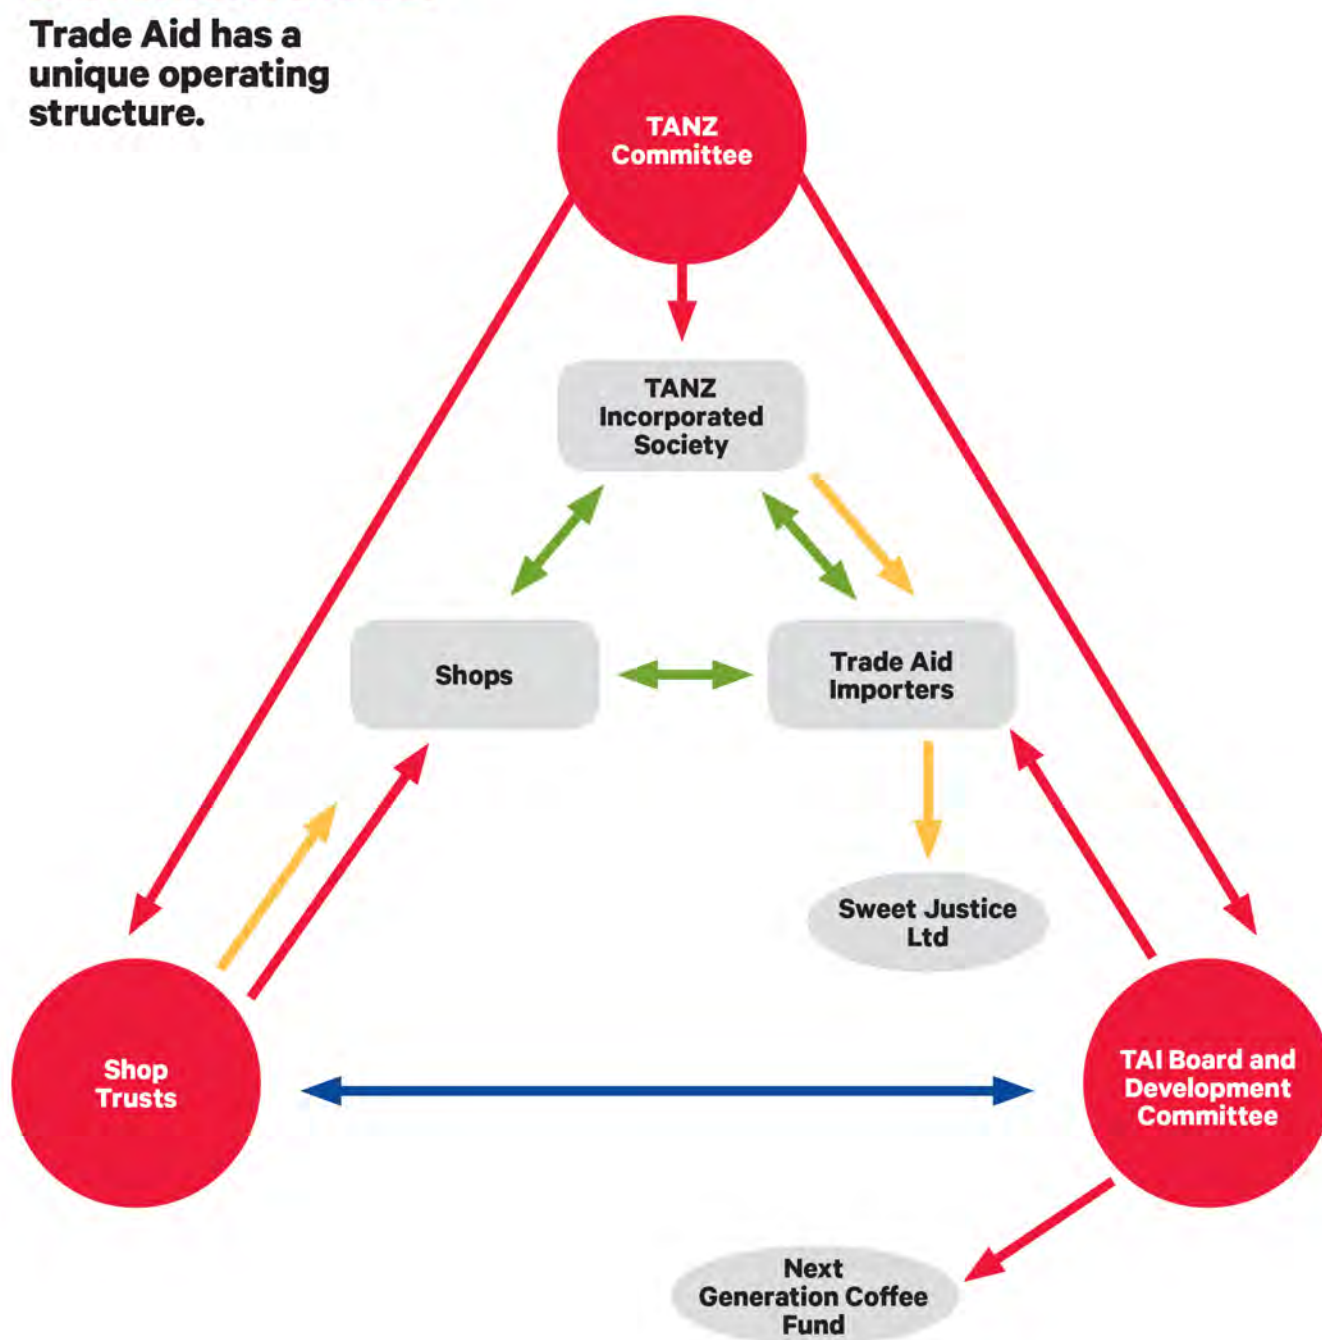 Trade Aid has a
unique operating
structure.
TANZ
Committee
TANZ
Incorporated
Society
Shops
Trade Aid
Importers
Sweet Justice
Ltd
Shop
Trusts
TAI Board and
Development
Committee
Next
Generation Coffee
Fund